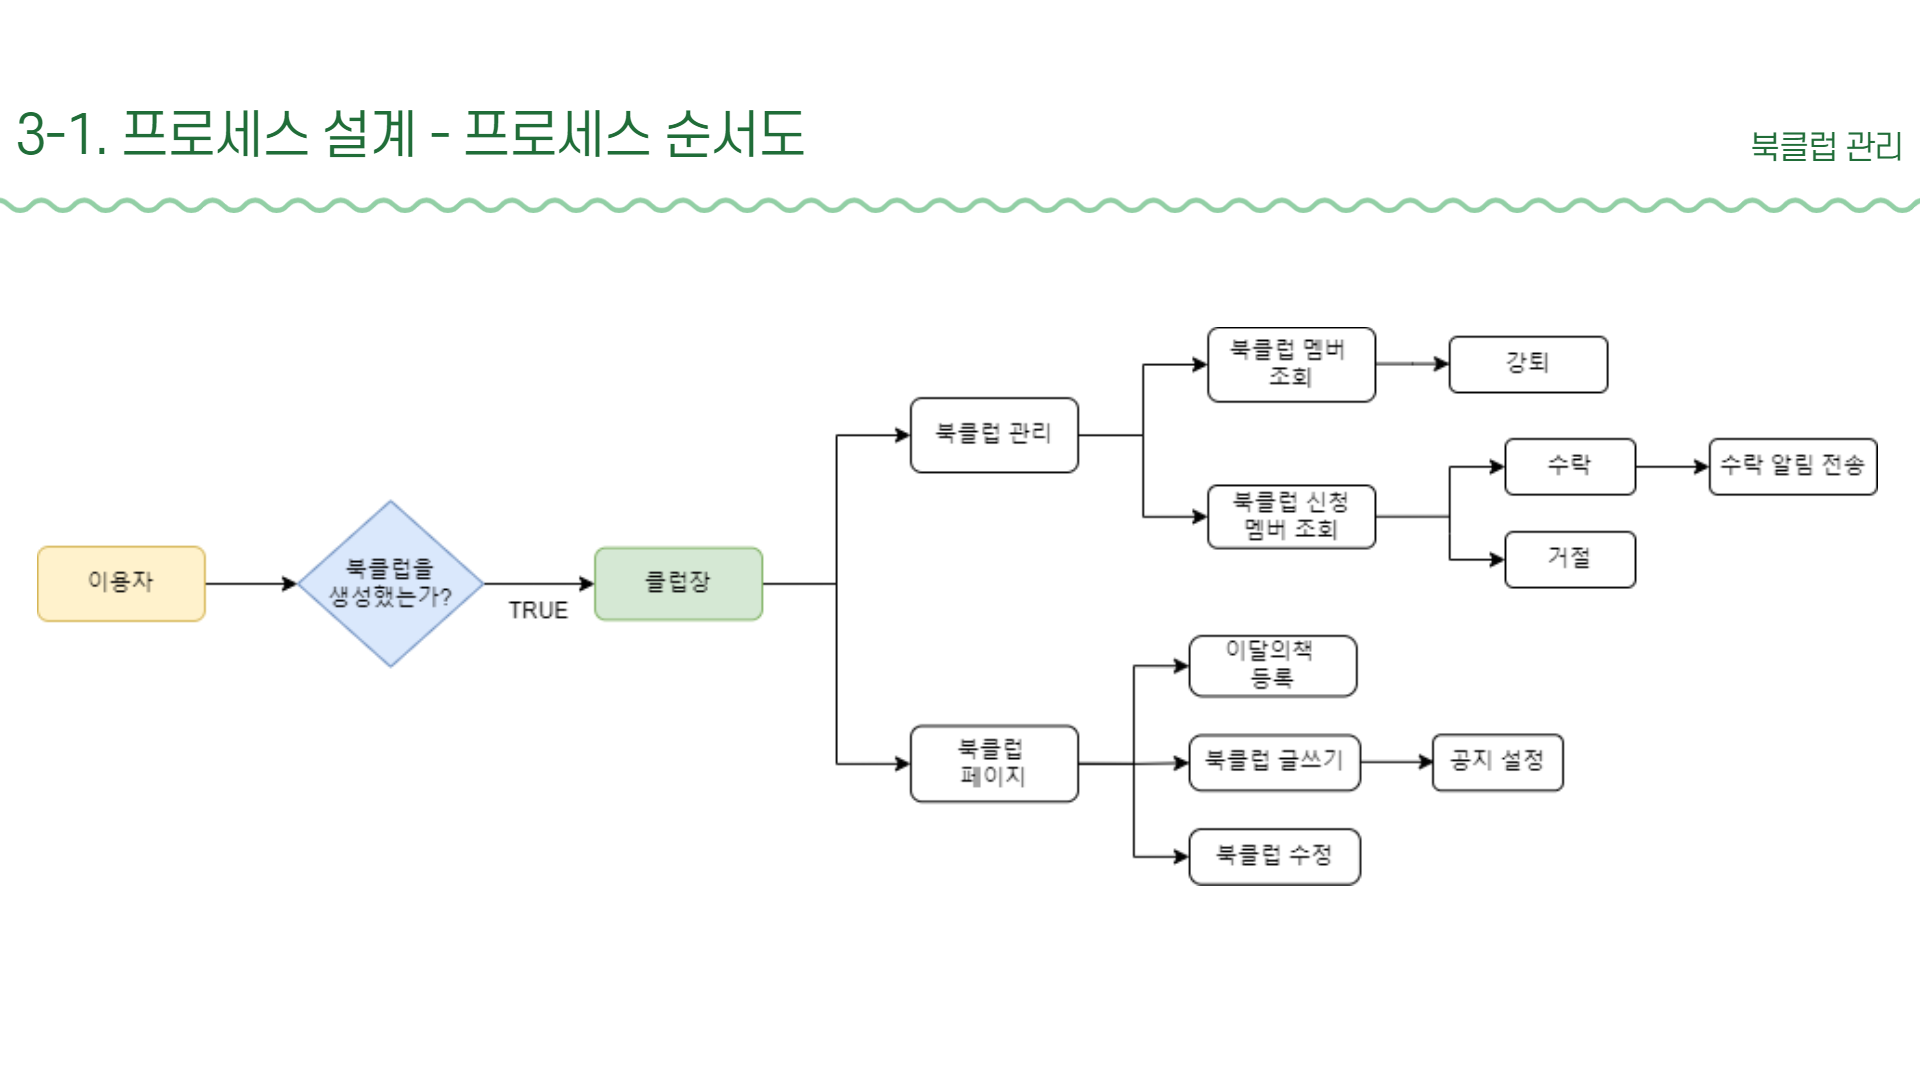 3-1. 프로세스 설계 - 프로세스 순서도
북클럽 관리
이용자
북클럽을
생성했는가?
TRUE
클럽장
북클럽 관리
북클럽 멤버
조회
강퇴
북클럽 신청
멤버 조회
수락
수락 알림 전송
거절
북클럽
페이지
이달의책
등록
북클럽 글쓰기
공지 설정
북클럽 수정